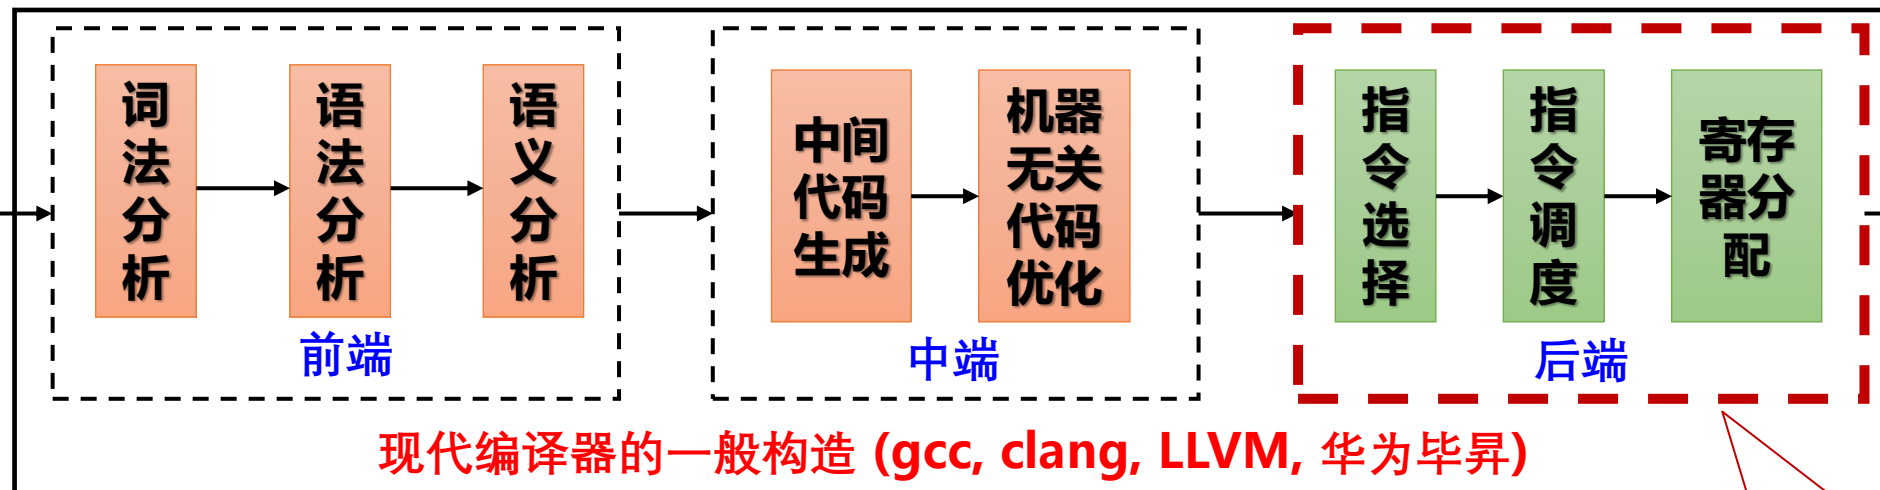 词法分析
语法分析
语义分析
前端
中间
代码
生成
机器
无关
代码
优化
中端
指令选择
指令调度
寄存
器分
配
后端
现代编译器的一般构造 (gcc, clang, LLVM, 华为毕昇)